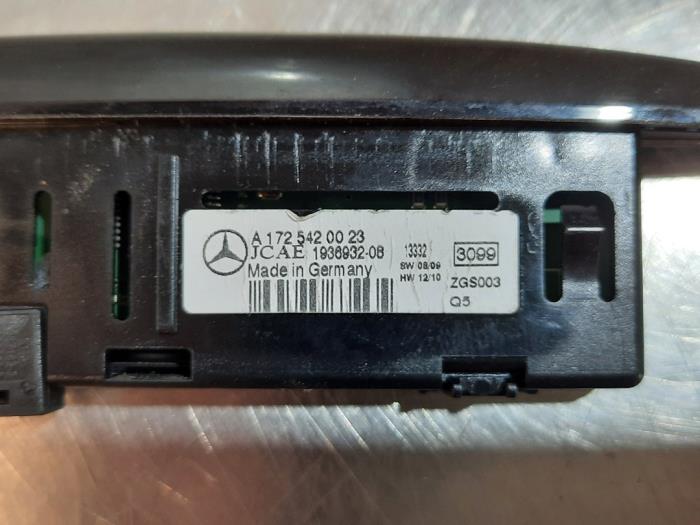 A 172 542 00 23
JCAE 1936932-06
Made in Germany
13332
SW 08/09
HW 12/10
3099
ZGS003
Q5